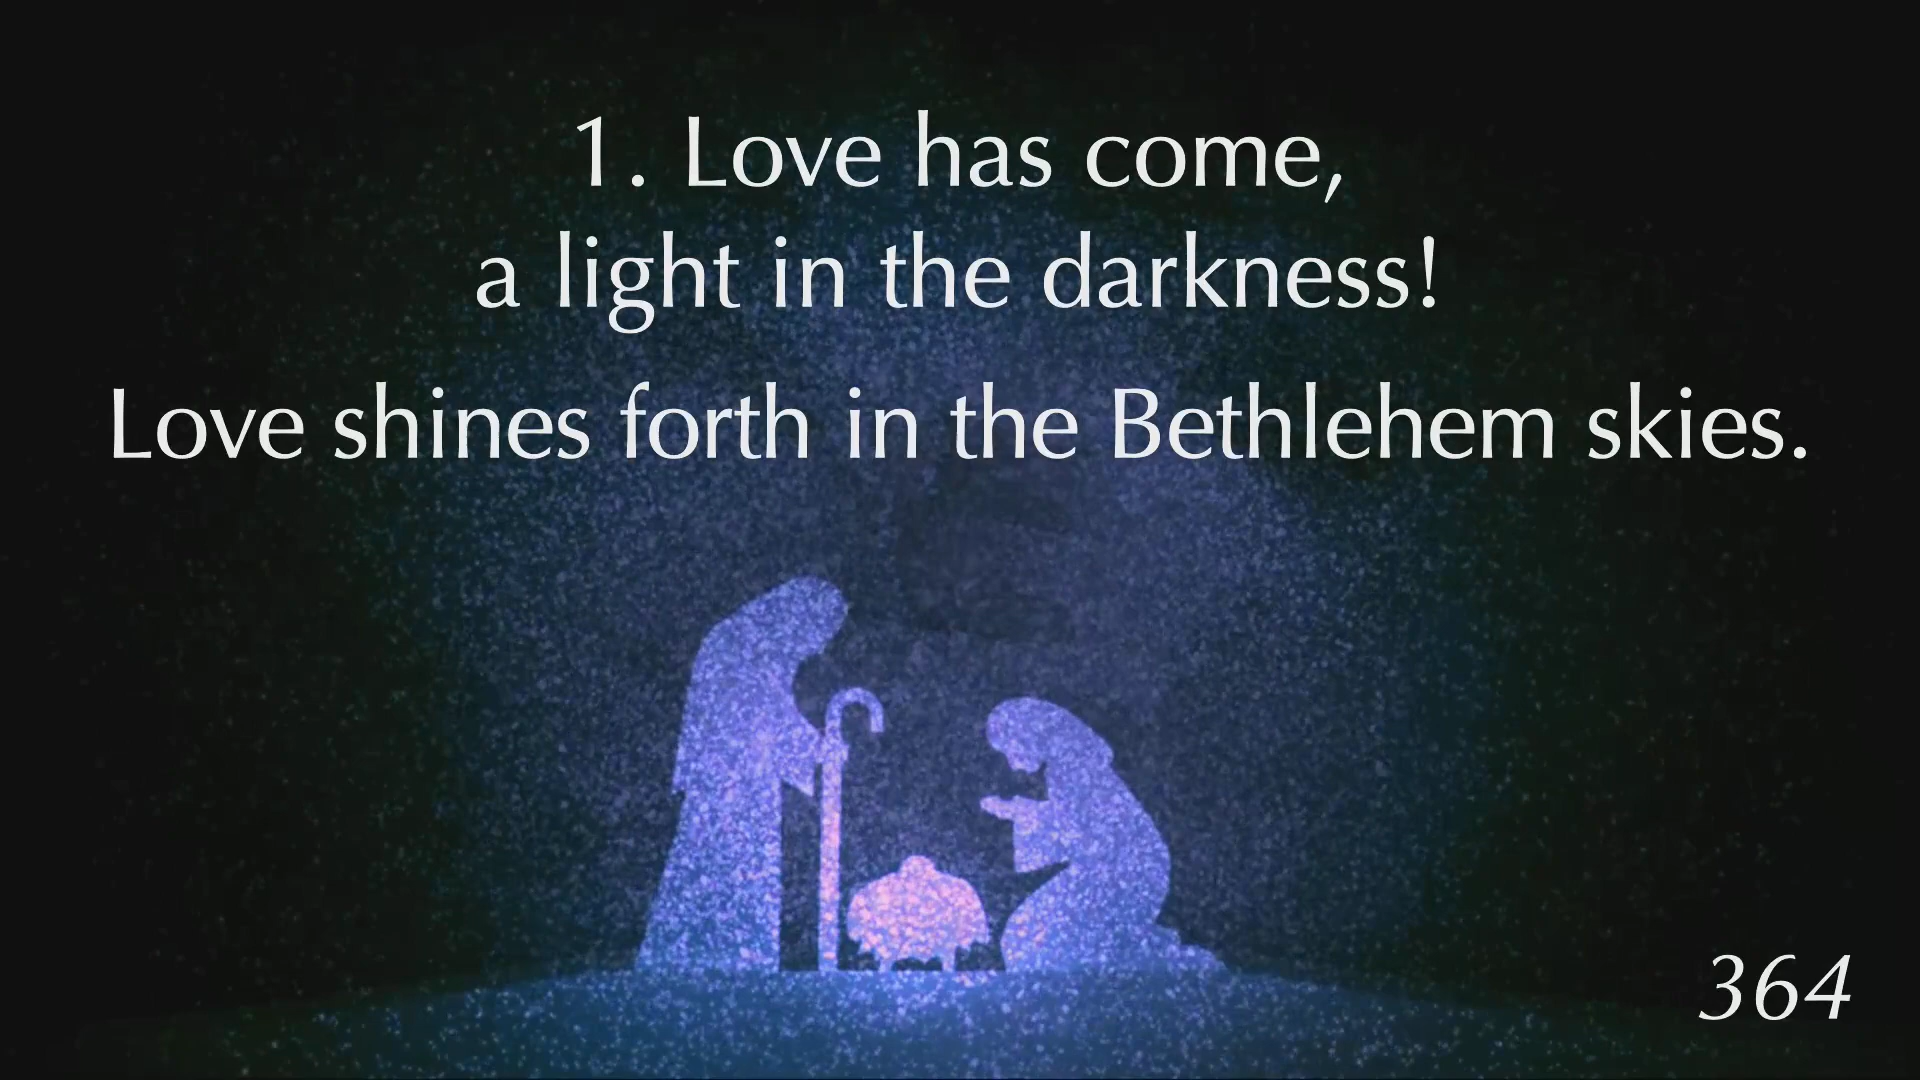 1. Love has come,
a light in the darkness!
Love shines forth in the Bethlehem skies.
364